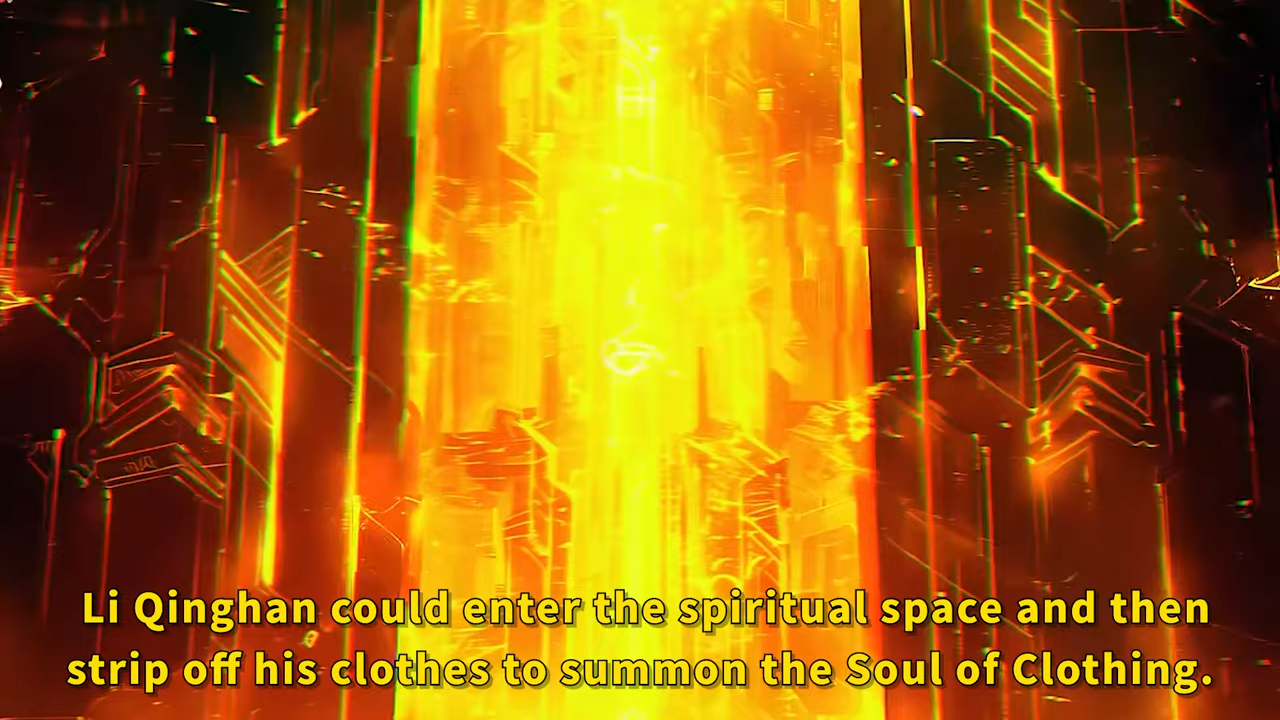 Li Qinghan could enter the spiritual space and then
strip off his clothes to summon the Soul of Clothing.